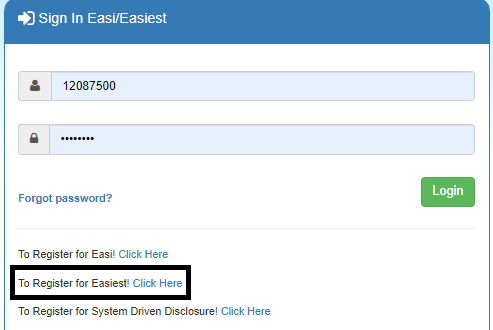 Sign In Easi/Easiest
12087500
••••••••
Login
Forgot password?
To Register for Easi! Click Here
To Register for Easiest! Click Here
To Register for System Driven Disclosure! Click Here